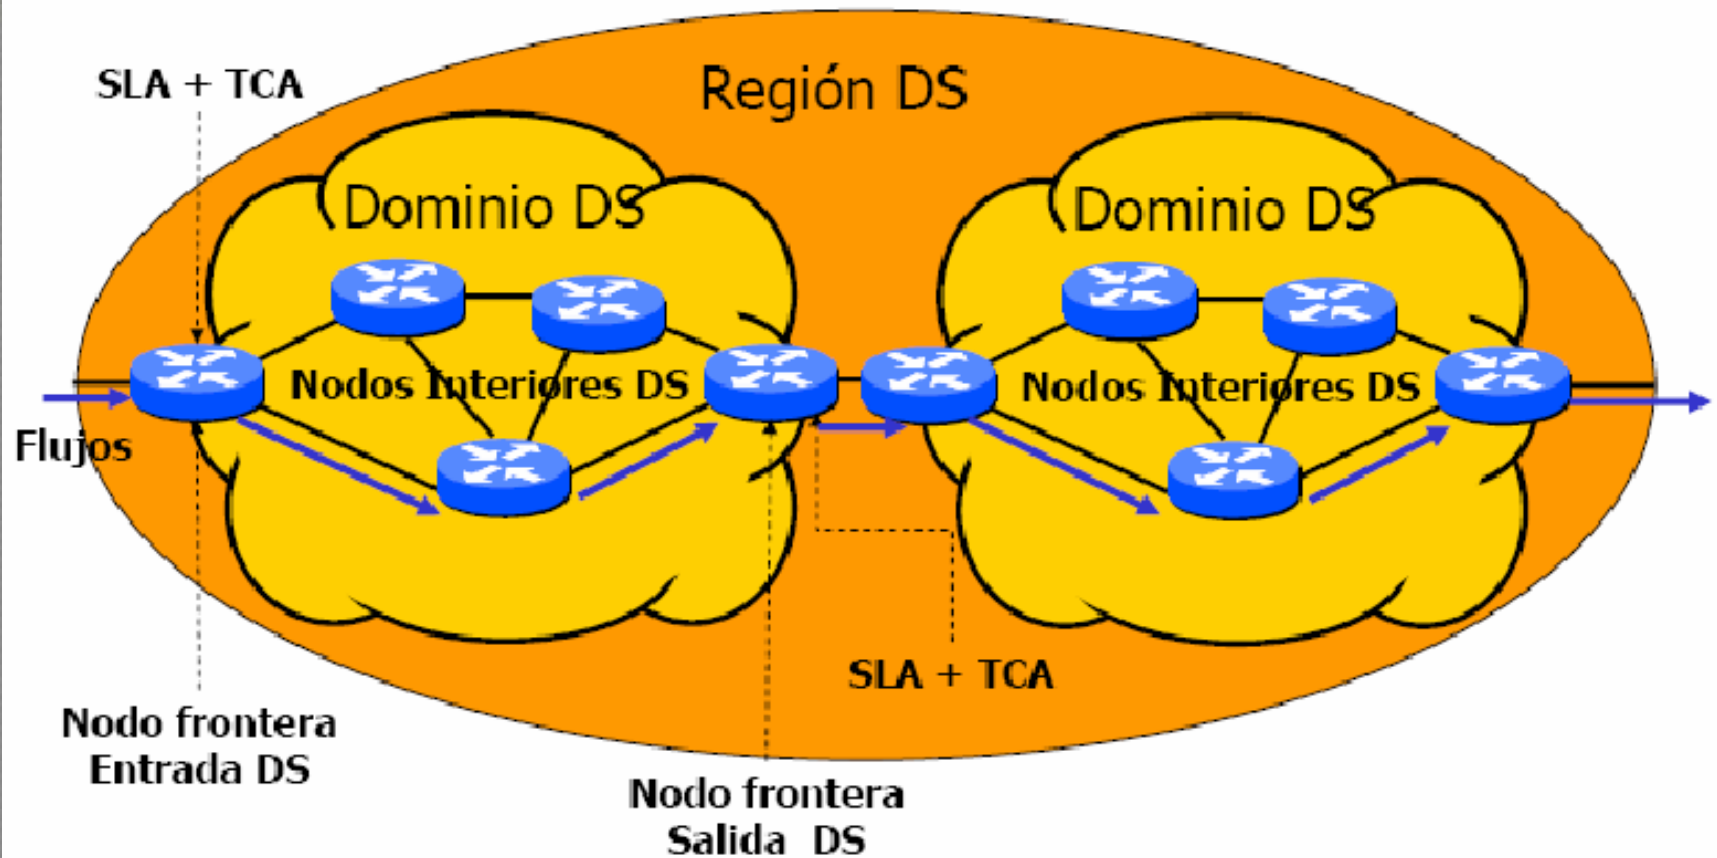 SLA + TCA
Región DS
Dominio DS
Dominio DS
Nodos Interiores DS
Nodos Interiores DS
Flujos
SLA + TCA
Nodo frontera
Entrada DS
Nodo frontera
Salida DS